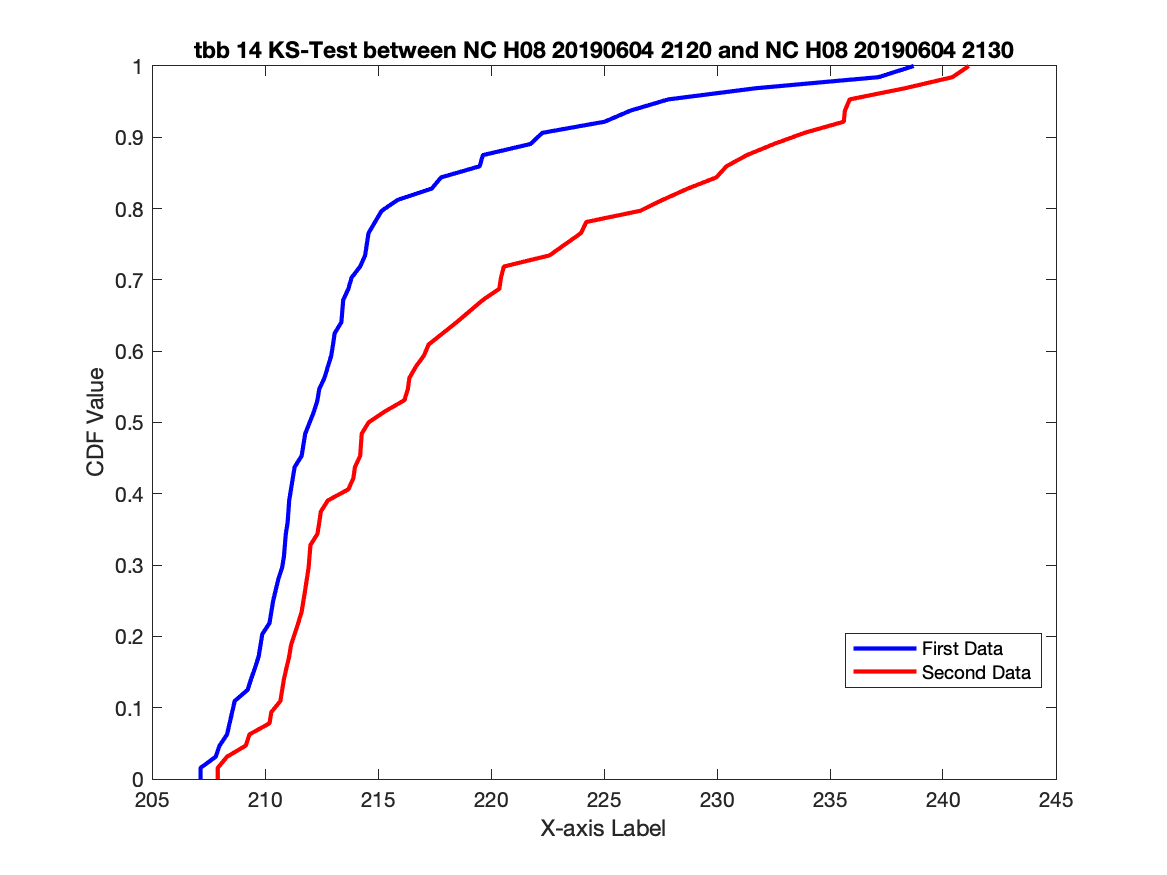 tbb 14 KS-Test between NC H08 20190604 2120 and NC H08 20190604 2130
1
0.9
0.8
0.7
0.6
0.5
0.4
0.3
0.2
0.1
0
CDF Value
First Data
Second Data
205 210 215 220 225 230 235 240 245
X-axis Label